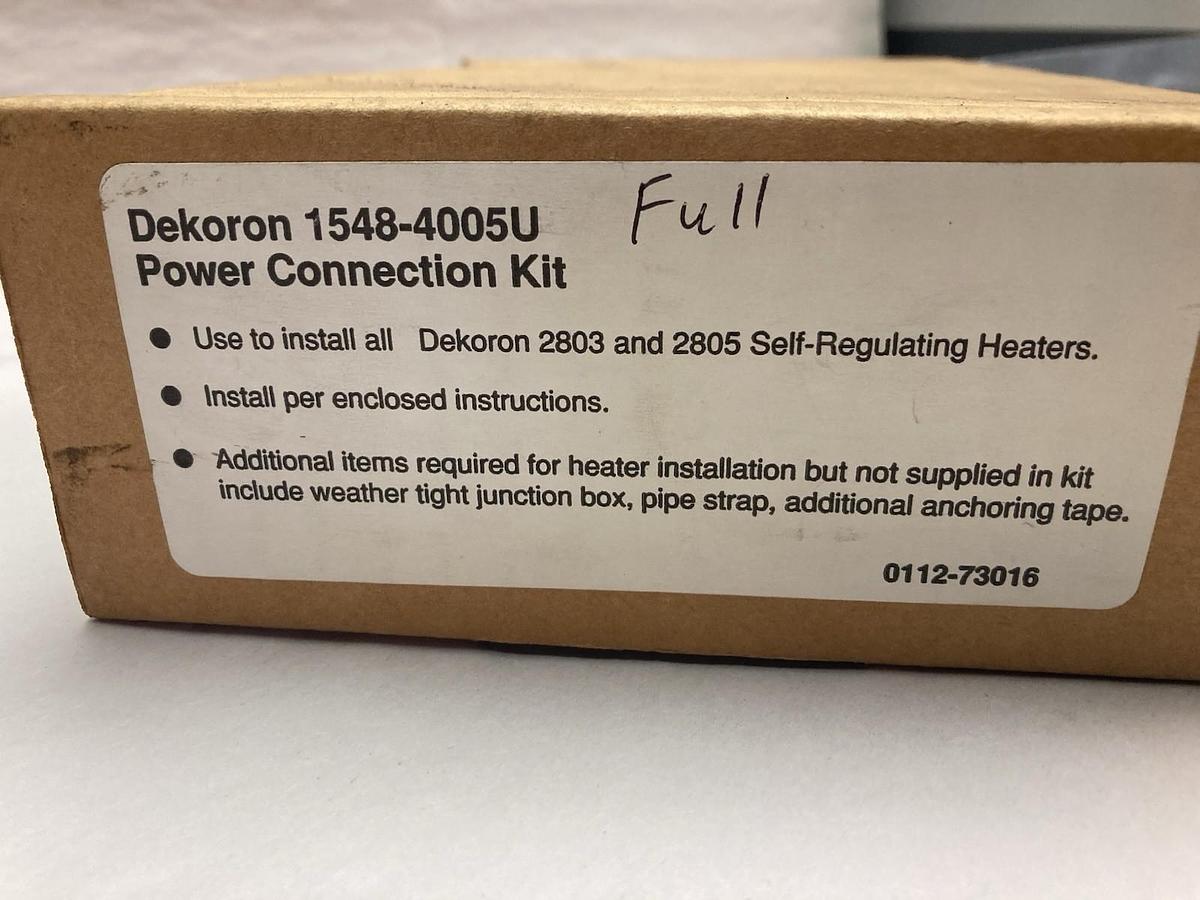 Dekoron 1548-4005U Full
Power Connection Kit
● Use to install all Dekoron 2803 and 2805 Self-Regulating Heaters.
● Install per enclosed instructions.
● Additional items required for heater installation but not supplied in kit
include weather tight junction box, pipe strap, additional anchoring tape.
0112-73016